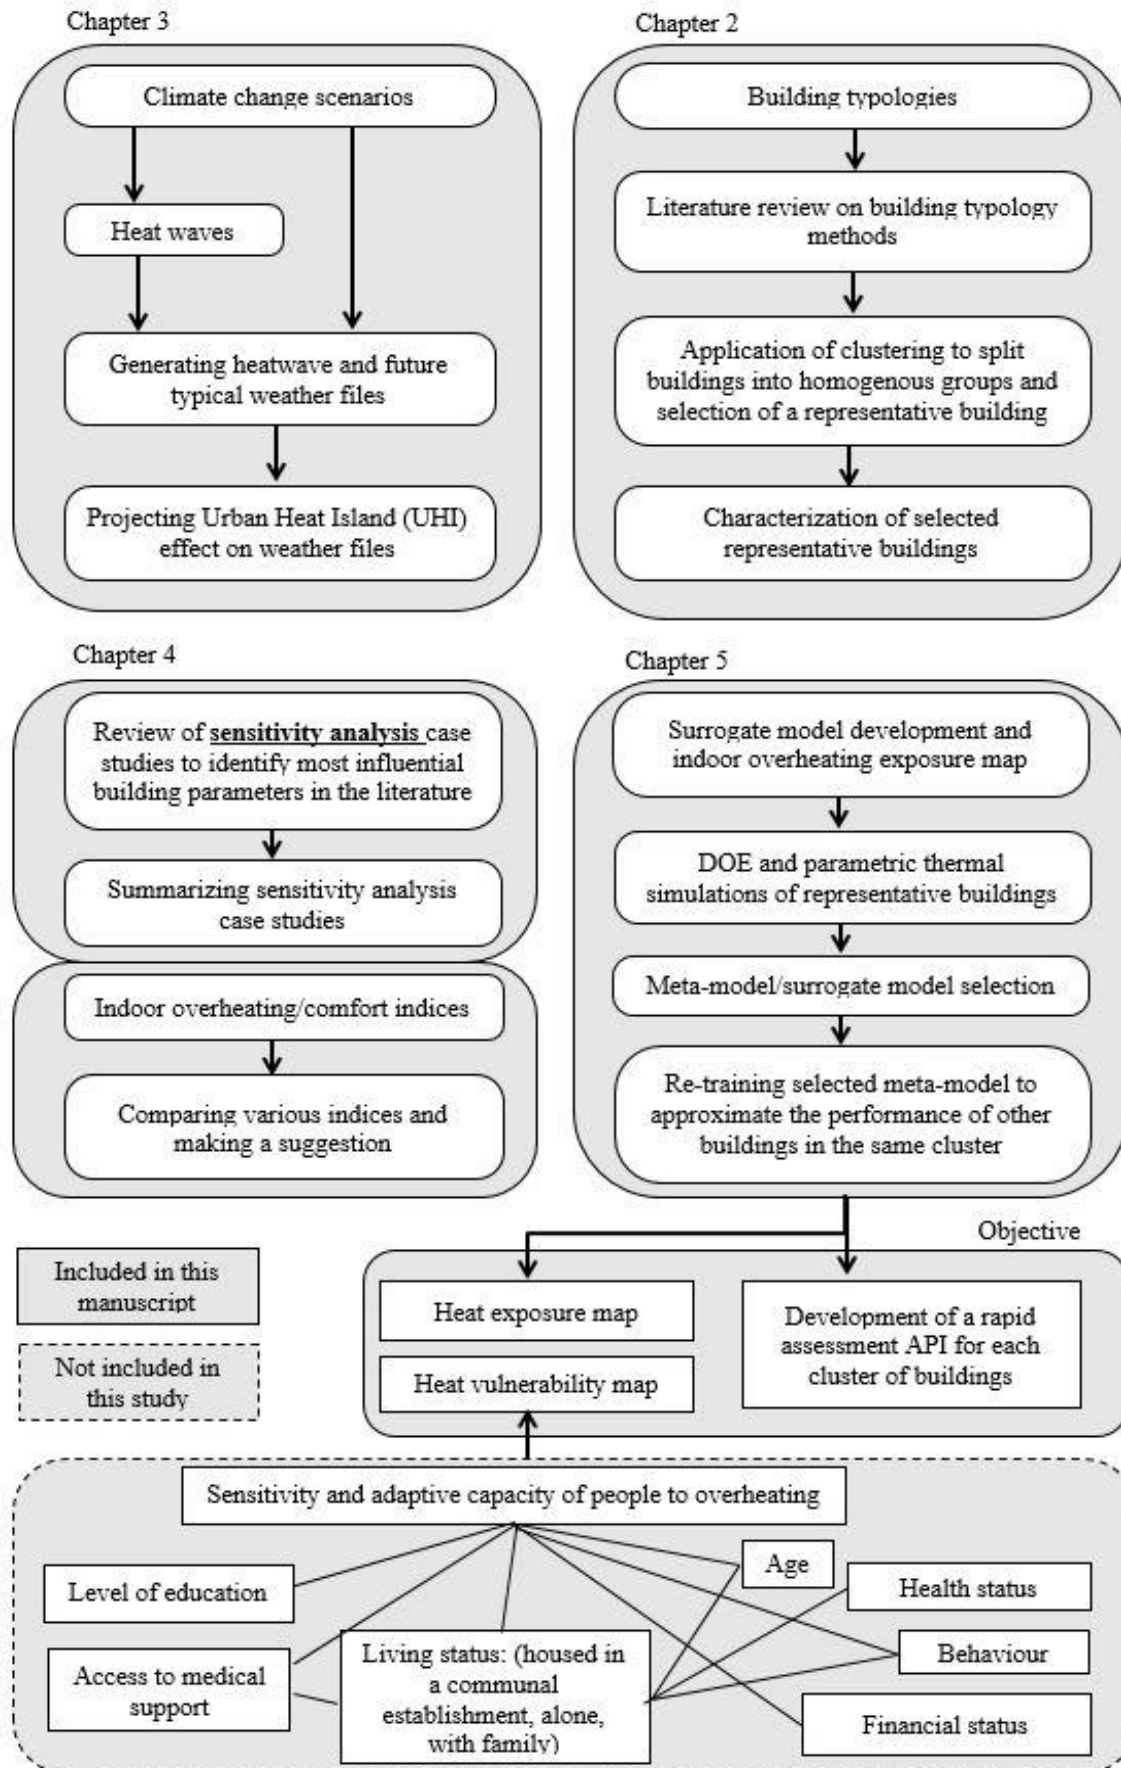 Chapter 3
Climate change scenarios
Heat waves
Generating heatwave and future
typical weather files
Projecting Urban Heat Island (UHI)
effect on weather files
Chapter 2
Building typologies
Literature review on building typology
methods
Application of clustering to split
buildings into homogenous groups and
selection of a representative building
Characterization of selected
representative buildings
Chapter 4
Review of sensitivity analysis case
studies to identify most influential
building parameters in the literature
Summarizing sensitivity analysis
case studies
Indoor overheating/comfort indices
Comparing various indices and
making a suggestion
Chapter 5
Surrogate model development and
indoor overheating exposure map
DOE and parametric thermal
simulations of representative buildings
Meta-model/surrogate model selection
Re-training selected meta-model to
approximate the performance of other
buildings in the same cluster
Included in this
manuscript
Not included in
this study
Objective
Heat exposure map
Heat vulnerability map
Development of a rapid
assessment API for each
cluster of buildings
Sensitivity and adaptive capacity of people to overheating
Level of education
Access to medical
support
Living status: (housed in
a communal
establishment, alone,
with family)
Age
Health status
Behaviour
Financial status